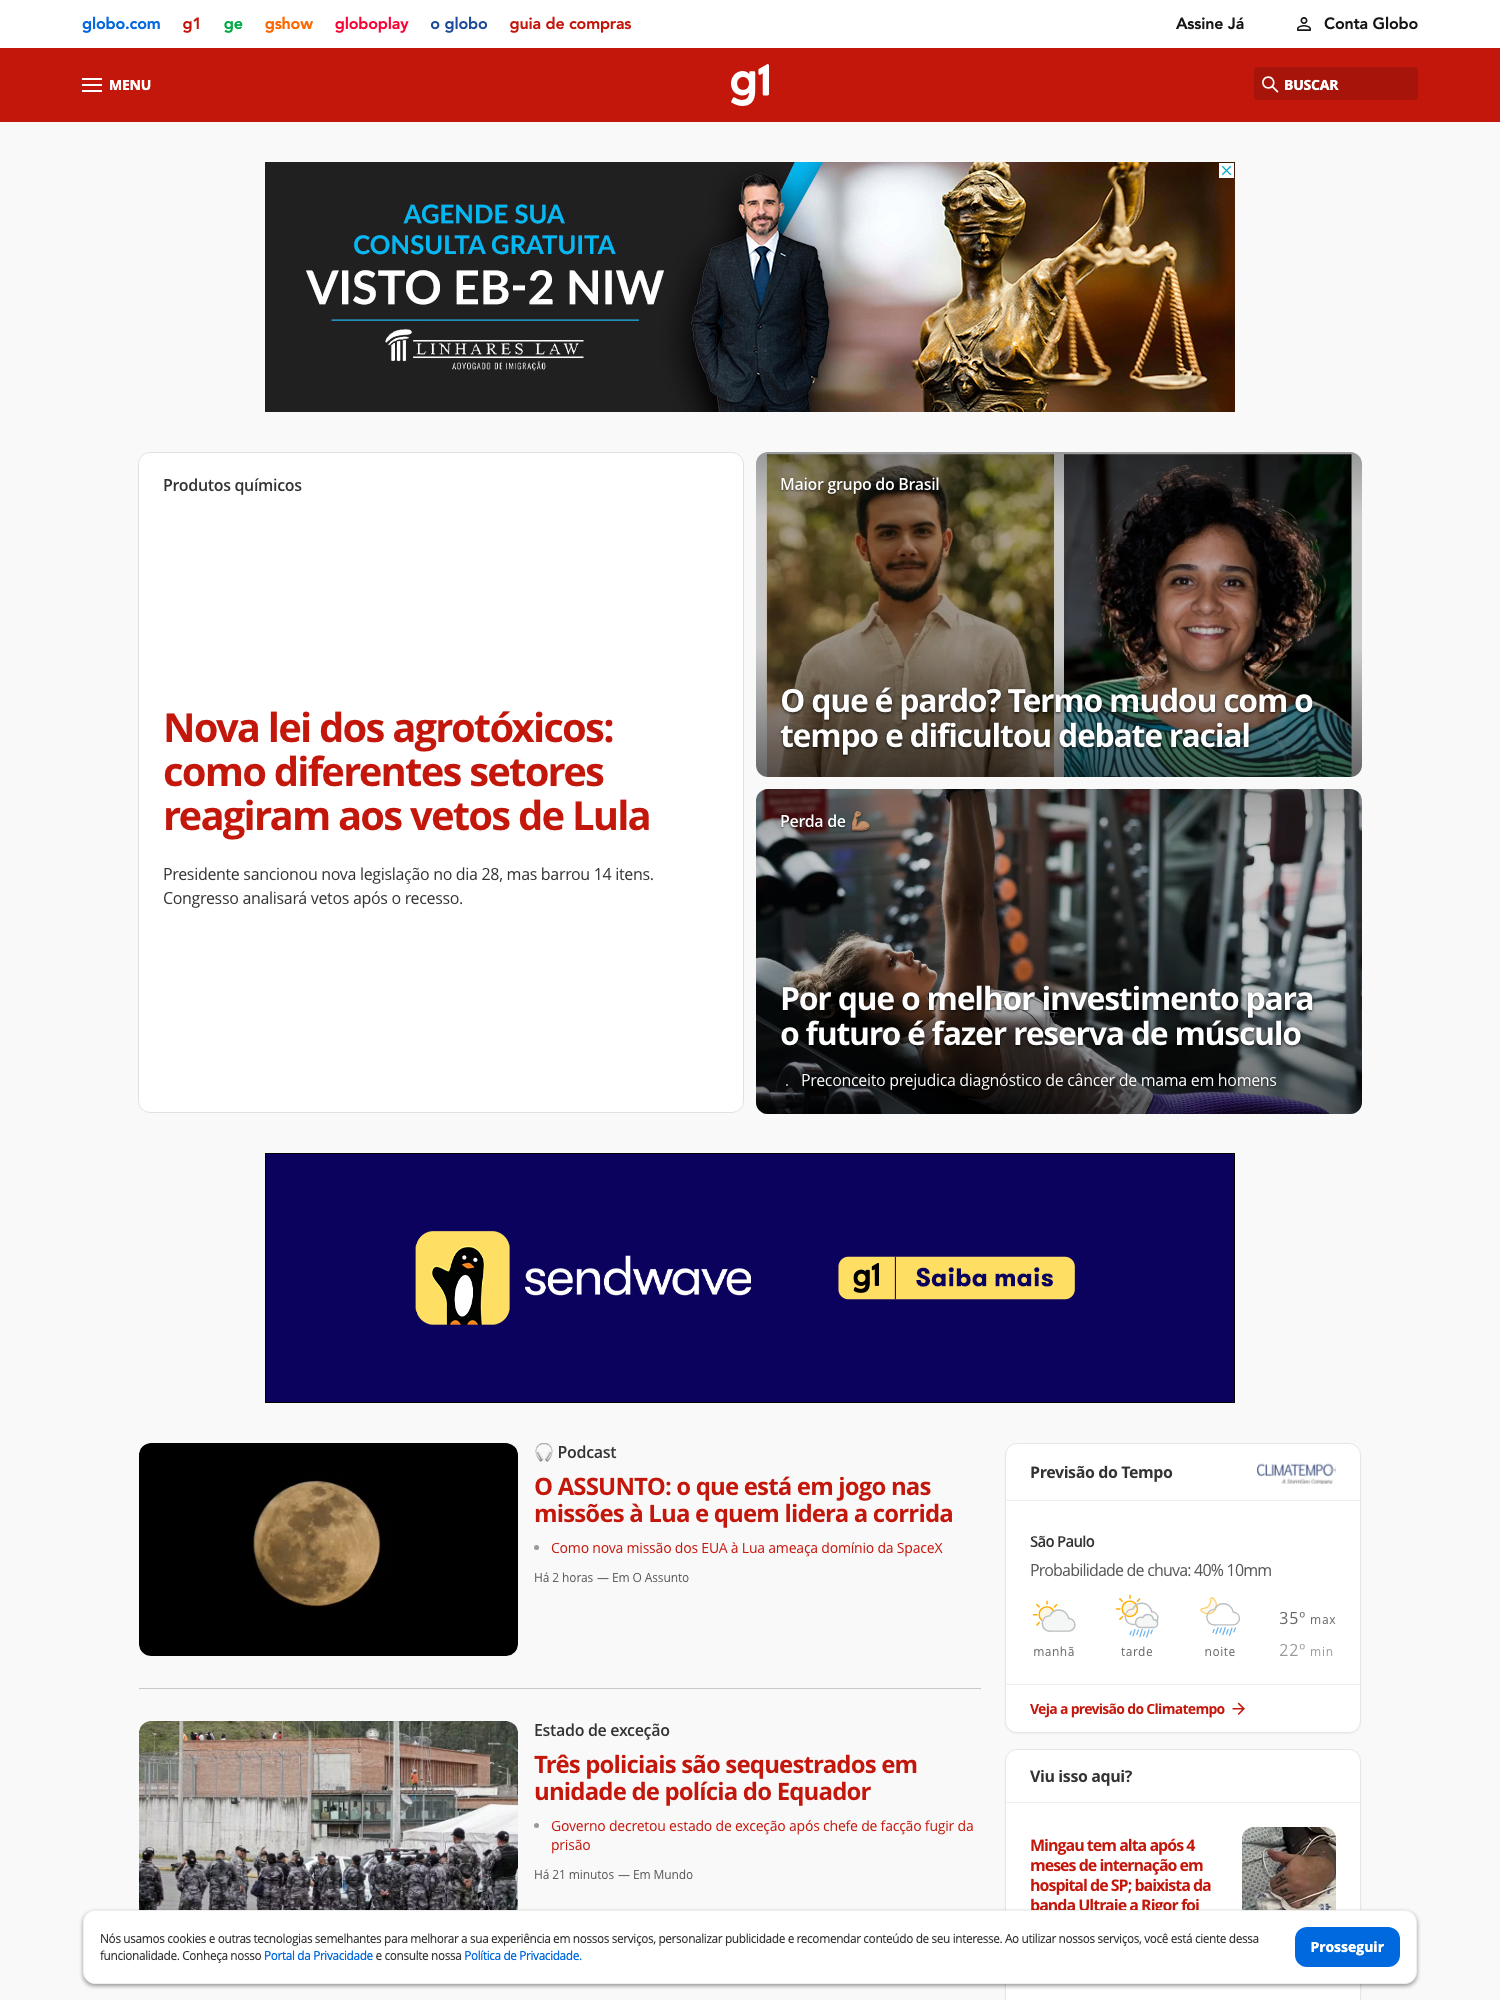 globo.com g1 ge gshow globoplay o globo guia de compras Assine Já Conta Globo
MENU g1 BUSCAR
AGENDE SUA
CONSULTA GRATUITA
VISTO EB-2 NIW
LINHARES LAW
ADVOGADO DE IMIGRAÇÃO
Produtos químicos
Nova lei dos agrotóxicos:
como diferentes setores
reagiram aos vetos de Lula
Presidente sancionou nova legislação no dia 28, mas barrou 14 itens.
Congresso analisará vetos após o recesso.
Maior grupo do Brasil
O que é pardo? Termo mudou com o
tempo e dificultou debate racial
Perda de 💪🏽
Por que o melhor investimento para
o futuro é fazer reserva de músculo
. Preconceito prejudica diagnóstico de câncer de mama em homens
sendwave g1 Saiba mais
🎧 Podcast
O ASSUNTO: o que está em jogo nas
missões à Lua e quem lidera a corrida
• Como nova missão dos EUA à Lua ameaça domínio da SpaceX
Há 2 horas — Em O Assunto
Estado de exceção
Três policiais são sequestrados em
unidade de polícia do Equador
• Governo decretou estado de exceção após chefe de facção fugir da
prisão
Há 21 minutos — Em Mundo
Previsão do Tempo CLIMATEMPO
A StormGeo Company
São Paulo
Probabilidade de chuva: 40% 10mm
35º max
22º min
manhã tarde noite
Veja a previsão do Climatempo →
Viu isso aqui?
Mingau tem alta após 4
meses de internação em
hospital de SP; baixista da
banda Ultraje a Rigor foi
Nós usamos cookies e outras tecnologias semelhantes para melhorar a sua experiência em nossos serviços, personalizar publicidade e recomendar conteúdo de seu interesse. Ao utilizar nossos serviços, você está ciente dessa
funcionalidade. Conheça nosso Portal da Privacidade e consulte nossa Política de Privacidade.
Prosseguir